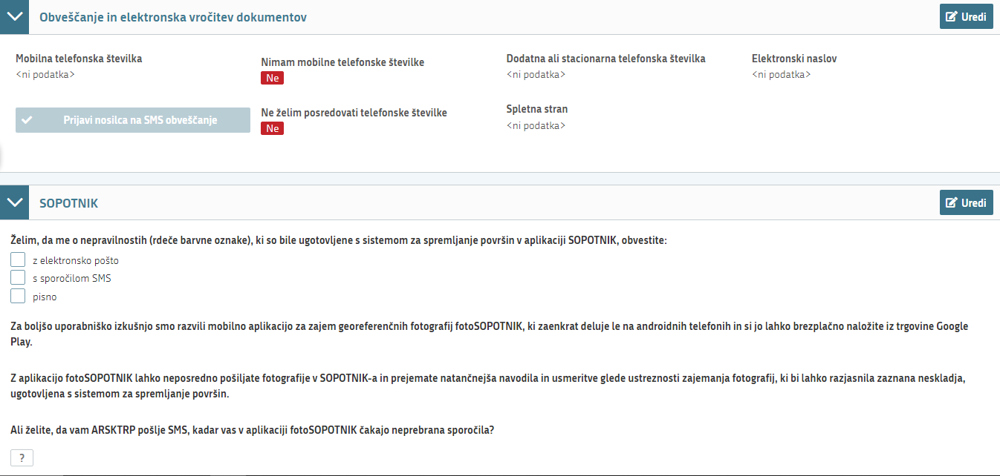 Obveščanje in elektronska vročitev dokumentov
Uredi
Mobilna telefonska številka
<ni podatka>
Nimam mobilne telefonske številke
Ne
Dodatna ali stacionarna telefonska številka
<ni podatka>
Elektronski naslov
<ni podatka>
Prijavi nosilca na SMS obveščanje
Ne želim posredovati telefonske številke
Ne
Spletna stran
<ni podatka>
SOPOTNIK
Uredi
Želim, da me o nepravilnostih (rdeče barvne oznake), ki so bile ugotovljene s sistemom za spremljanje površin v aplikaciji SOPOTNIK, obvestite:
z elektronsko pošto
s sporočilom SMS
pisno
Za boljšo uporabniško izkušnjo smo razvili mobilno aplikacijo za zajem georeferenčnih fotografij fotoSOPOTNIK, ki zaenkrat deluje le na androidnih telefonih in si jo lahko brezplačno naložite iz trgovine Google
Play.
Z aplikacijo fotoSOPOTNIK lahko neposredno pošiljate fotografije v SOPOTNIK-a in prejemate natančnejša navodila in usmeritve glede ustreznosti zajemanja fotografij, ki bi lahko razjasnila zaznana neskladja,
ugotovljena s sistemom za spremljanje površin.
Ali želite, da vam ARSKTRP pošlje SMS, kadar vas v aplikaciji fotoSOPOTNIK čakajo neprebrana sporočila?
?